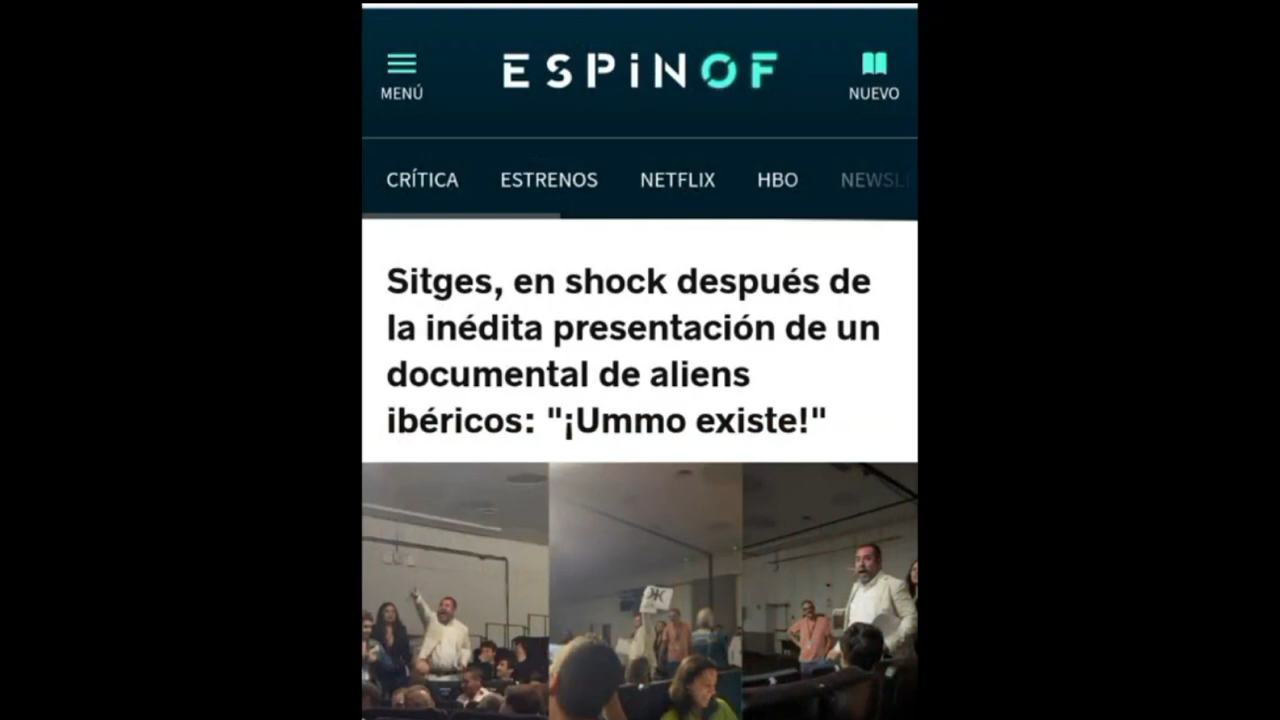 ESPiNOF
MENÚ
NUEVO
CRÍTICA ESTRENOS NETFLIX HBO NEWSL
Sitges, en shock después de
la inédita presentación de un
documental de aliens
ibéricos: "¡Ummo existe!"